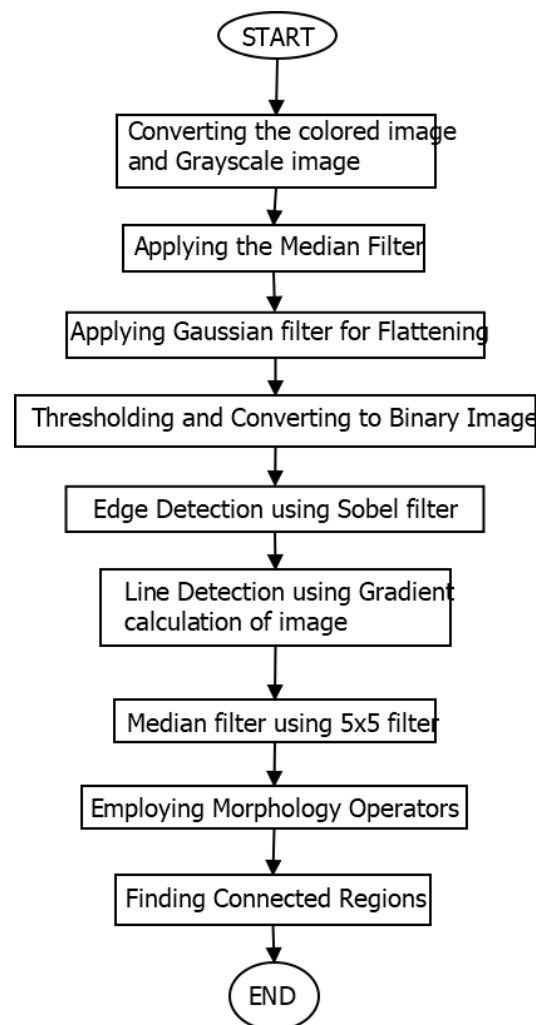 START
Converting the colored image
and Grayscale image
Applying the Median Filter
Applying Gaussian filter for Flattening
Thresholding and Converting to Binary Image
Edge Detection using Sobel filter
Line Detection using Gradient
calculation of image
Median filter using 5x5 filter
Employing Morphology Operators
Finding Connected Regions
END